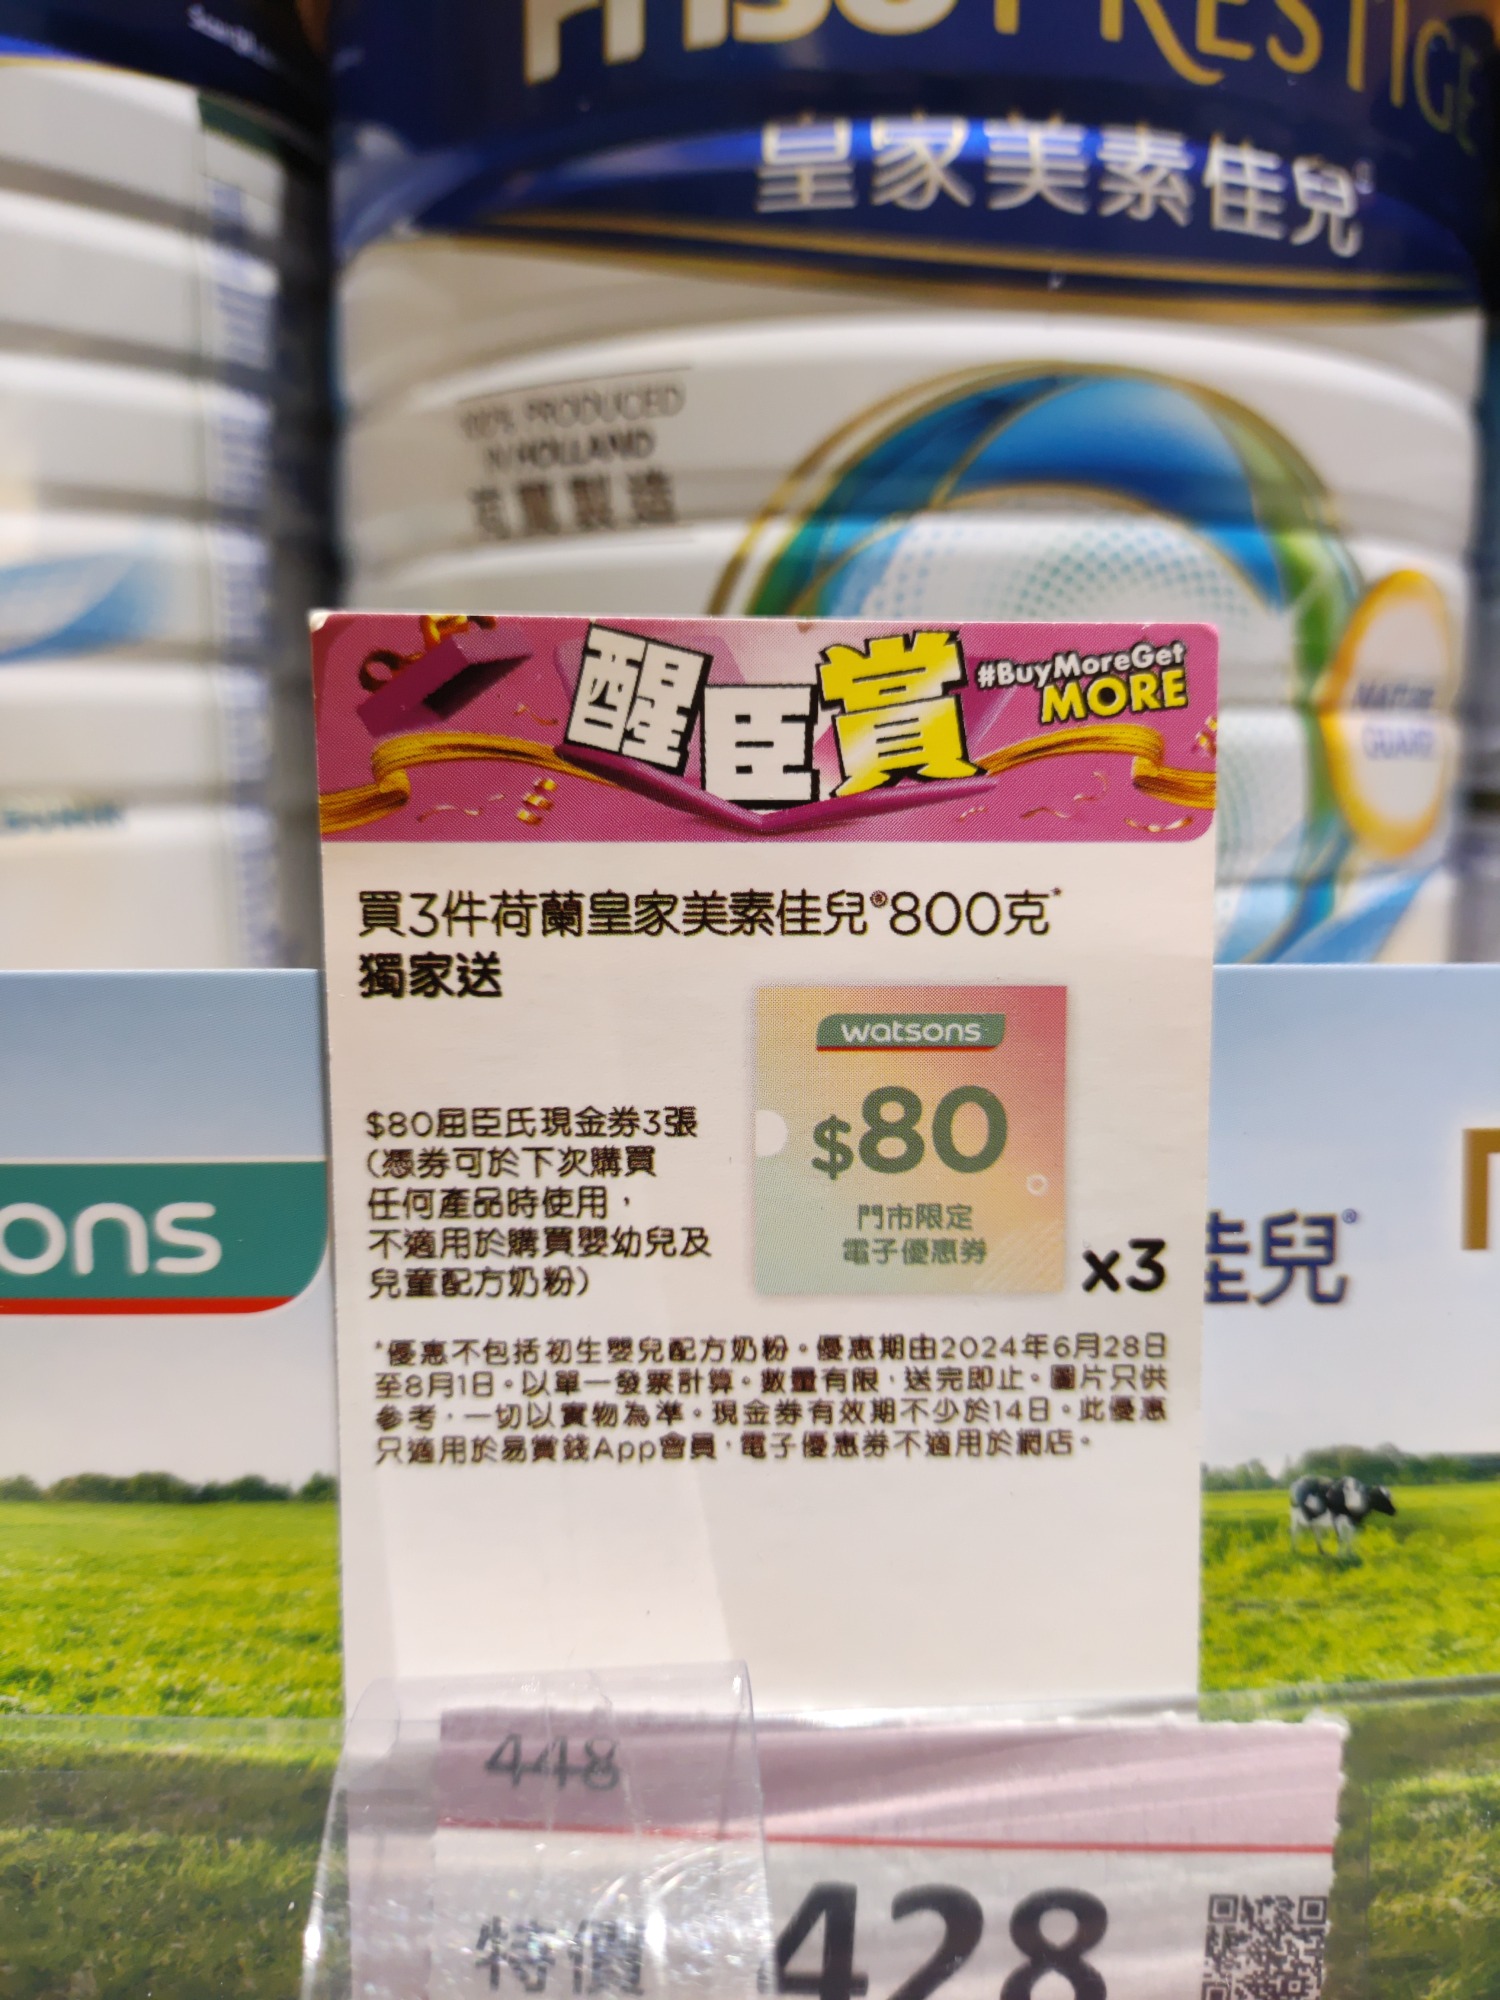 PRESTIGE
皇家美素佳兒
100% PRODUCED
IN HOLLAND
荷蘭製造
醒臣賞
#BuyMoreGet
MORE
買3件荷蘭皇家美素佳兒®800克*
獨家送
watsons
$80
門市限定
電子優惠券
x3
$80屈臣氏現金券3張
(憑券可於下次購買
任何產品時使用,
不適用於購買嬰幼兒及
兒童配方奶粉)
*優惠不包括初生嬰兒配方奶粉。優惠期由2024年6月28日
至8月1日。以單一發票計算。數量有限,送完即止。圖片只供
參考,一切以實物為準。現金券有效期不少於14日。此優惠
只適用於易賞錢App會員,電子優惠券不適用於網店。
ons
佳兒®
448
特價 428